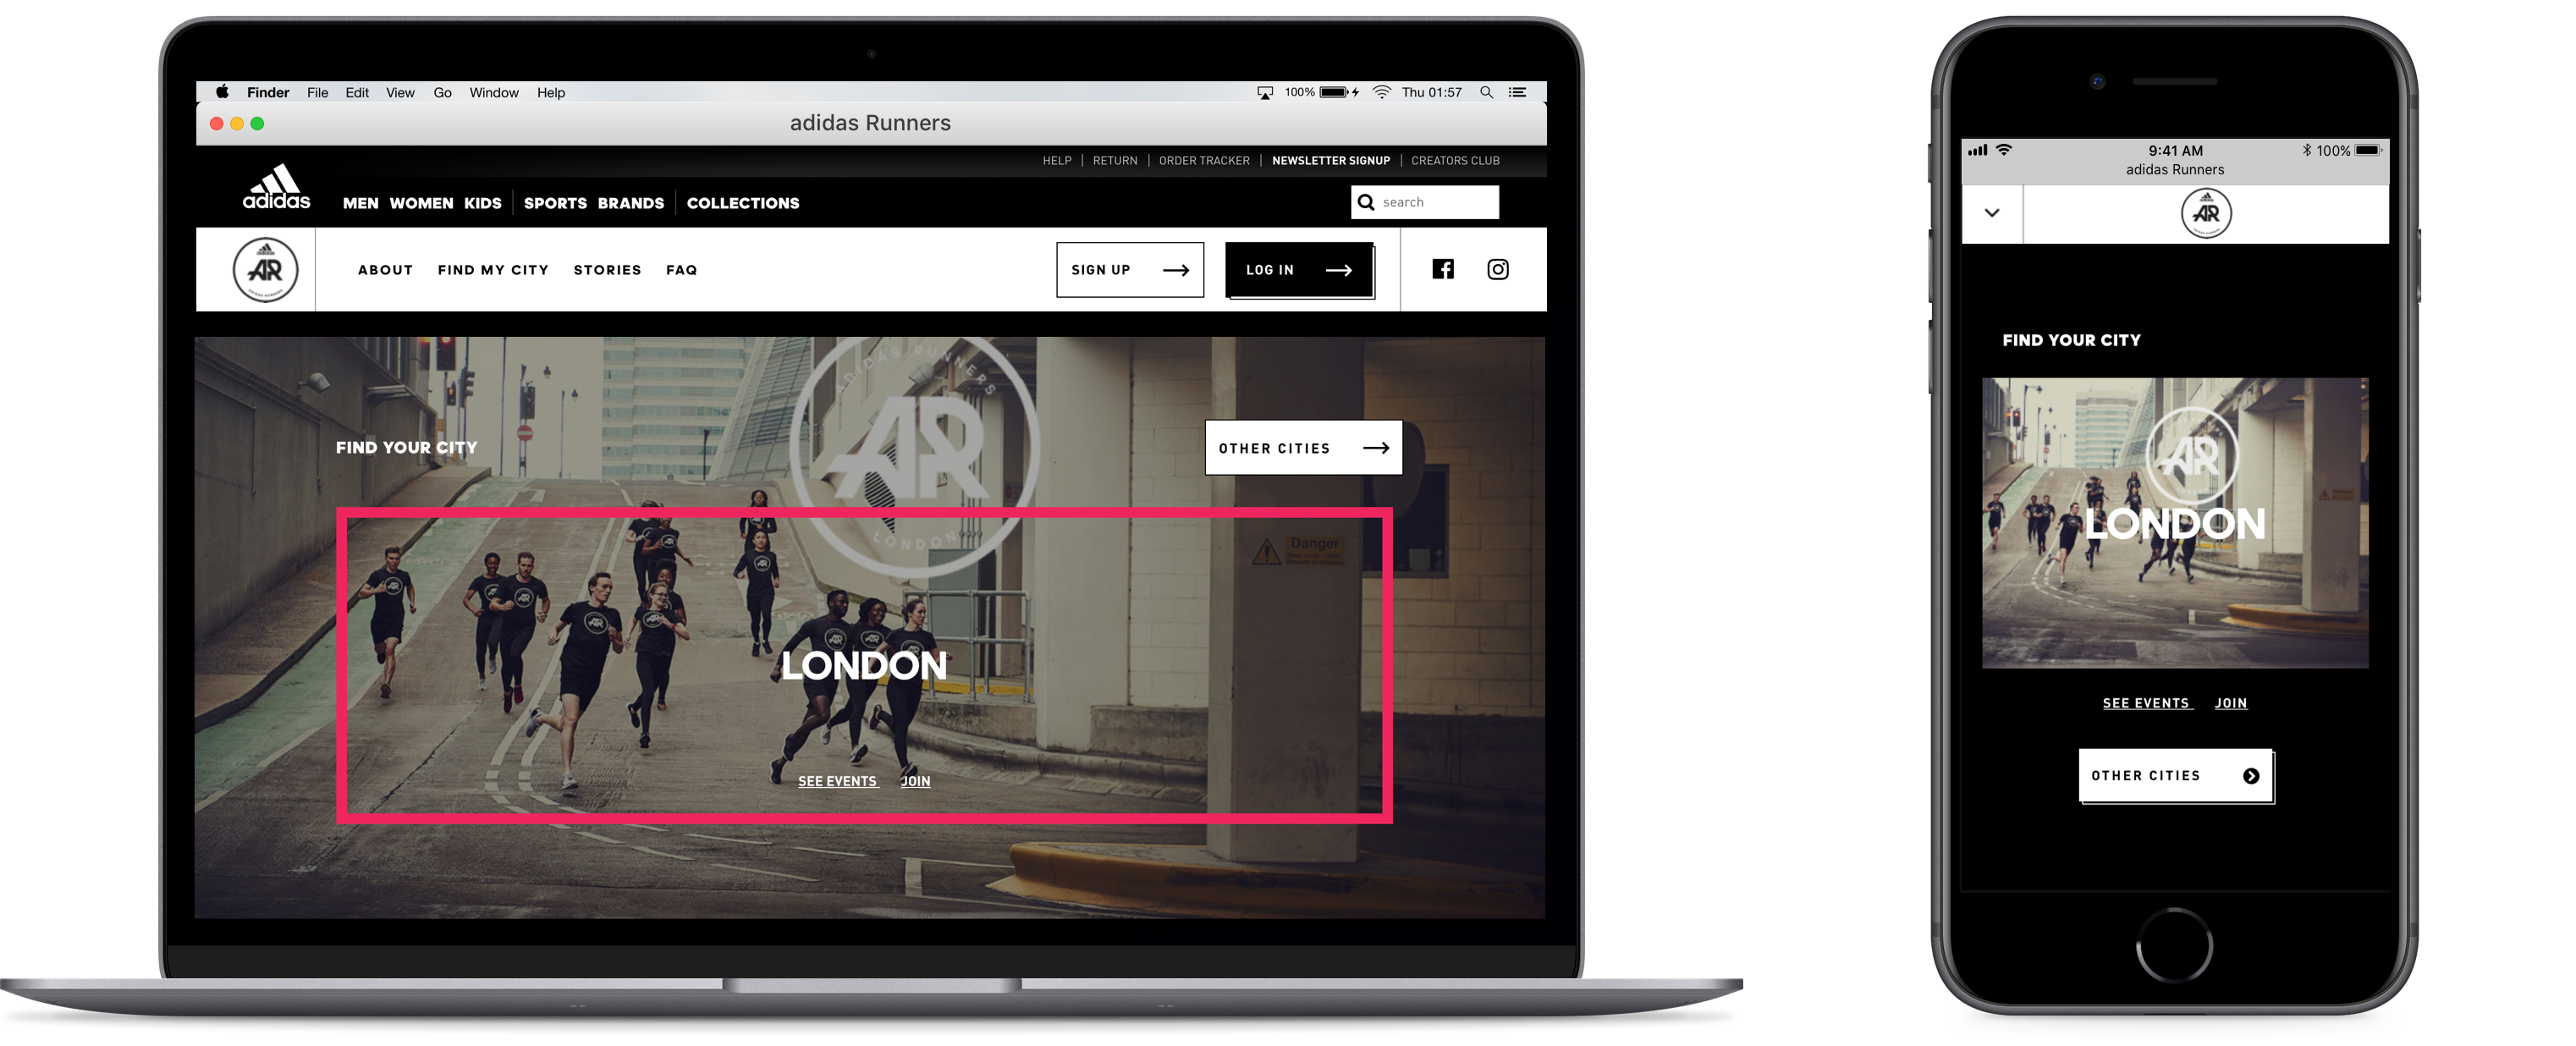 Finder File Edit View Go Window Help 100% Thu 01:57
adidas Runners
HELP RETURN ORDER TRACKER NEWSLETTER SIGNUP CREATORS CLUB
adidas
MEN WOMEN KIDS SPORTS BRANDS COLLECTIONS
search
AR
ABOUT FIND MY CITY STORIES FAQ
SIGN UP
LOG IN
ADIDAS RUNNERS
AR
LONDON
FIND YOUR CITY
OTHER CITIES
Danger
LONDON
SEE EVENTS JOIN
9:41 AM 100%
adidas Runners
AR
FIND YOUR CITY
AR
LONDON
SEE EVENTS JOIN
OTHER CITIES